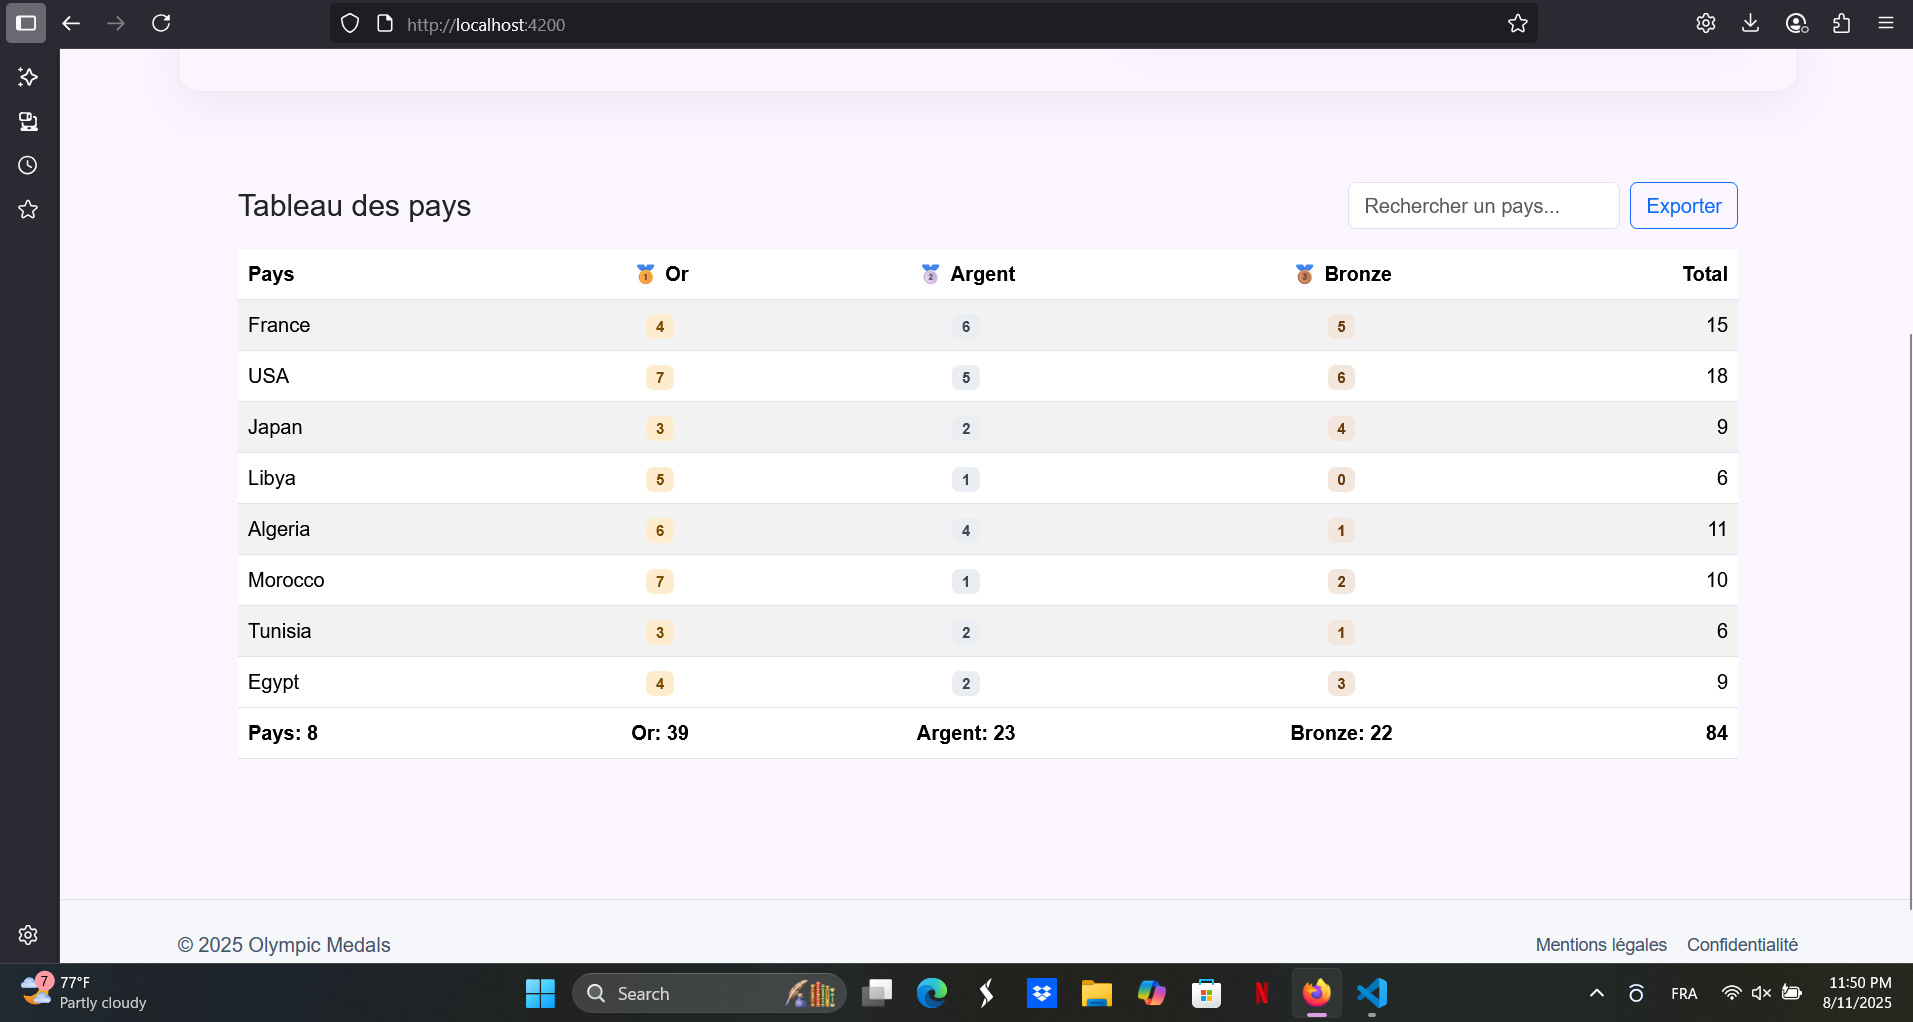 http://localhost:4200
Tableau des pays
Rechercher un pays...
Exporter
Pays Or Argent Bronze Total
France 4 6 5 15
USA 7 5 6 18
Japan 3 2 4 9
Libya 5 1 0 6
Algeria 6 4 1 11
Morocco 7 1 2 10
Tunisia 3 2 1 6
Egypt 4 2 3 9
Pays: 8 Or: 39 Argent: 23 Bronze: 22 84
© 2025 Olympic Medals
Mentions légales Confidentialité
7
77°F
Partly cloudy
Search
FRA
11:50 PM
8/11/2025